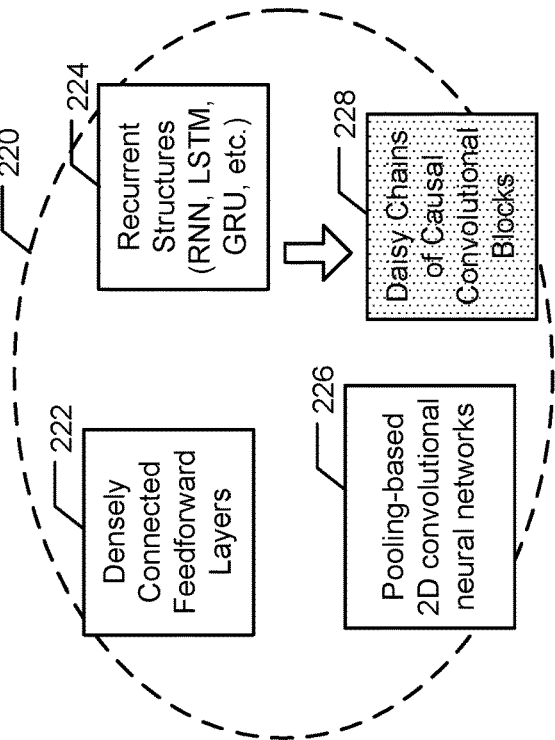 220
222
Densely
Connected
Feedforward
Layers
224
Recurrent
Structures
(RNN, LSTM,
GRU, etc.)
226
Pooling-based
2D convolutional
neural networks
228
Daisy Chains
of Causal
Convolutional
Blocks